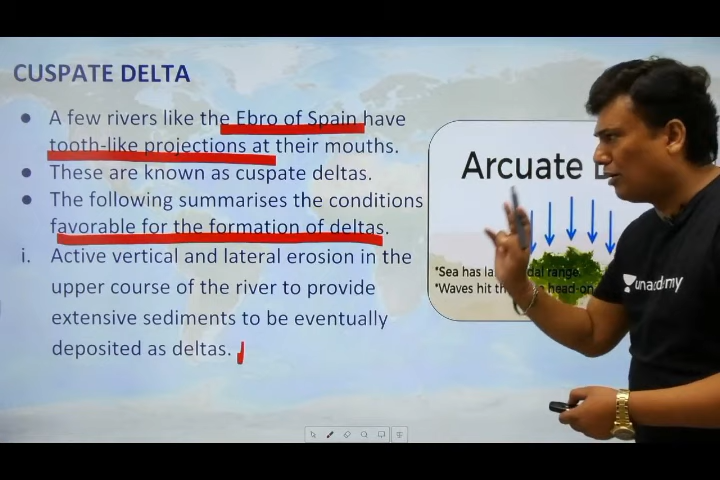 CUSPATE DELTA
● A few rivers like the Ebro of Spain have
tooth-like projections at their mouths.
● These are known as cuspate deltas.
● The following summarises the conditions
favorable for the formation of deltas.
i. Active vertical and lateral erosion in the
upper course of the river to provide
extensive sediments to be eventually
deposited as deltas.
Arcuate
*Sea has range
*Waves hit head-on
unacademy